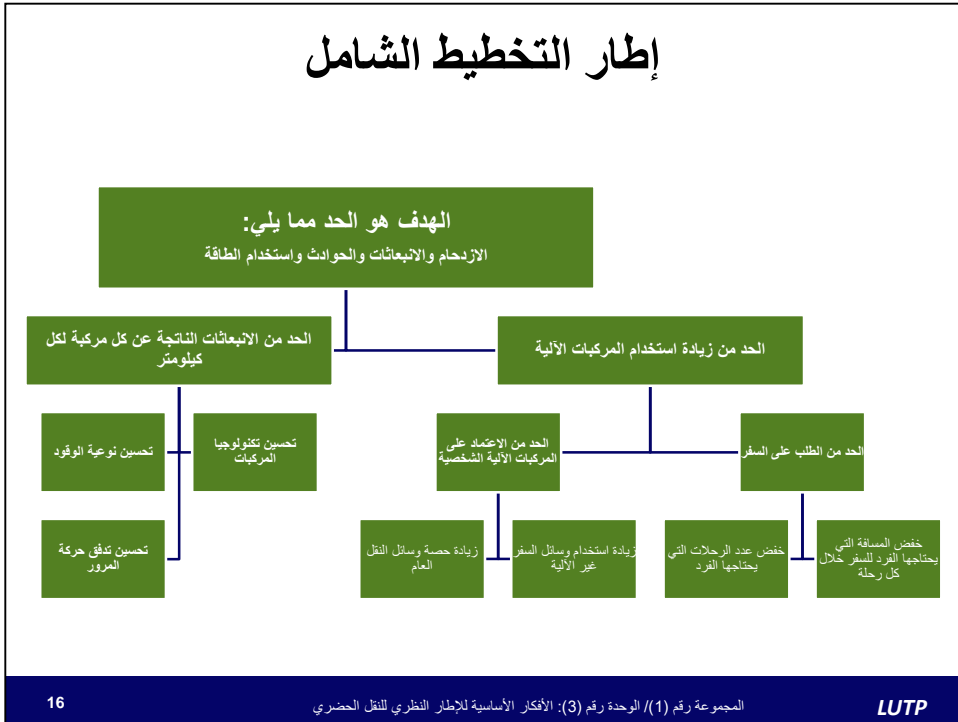 إطار التخطيط الشامل
الهدف هو الحد مما يلي:
الازدحام والانبعاثات والحوادث واستخدام الطاقة
الحد من زيادة استخدام المركبات الآلية
الحد من الانبعاثات الناتجة عن كل مركبة لكل
كيلومتر
الحد من الطلب على السفر
الحد من الاعتماد على
المركبات الآلية الشخصية
تحسين تكنولوجيا
المركبات
تحسين نوعية الوقود
خفض المسافة التي
يحتاجها الفرد للسفر خلال
كل رحلة
خفض عدد الرحلات التي
يحتاجها الفرد
زيادة استخدام وسائل السفر
غير الآلية
زيادة حصة وسائل النقل
العام
تحسين تدفق حركة
المرور
LUTP
المجموعة رقم (1)/ الوحدة رقم (3): الأفكار الأساسية للإطار النظري للنقل الحضري
16